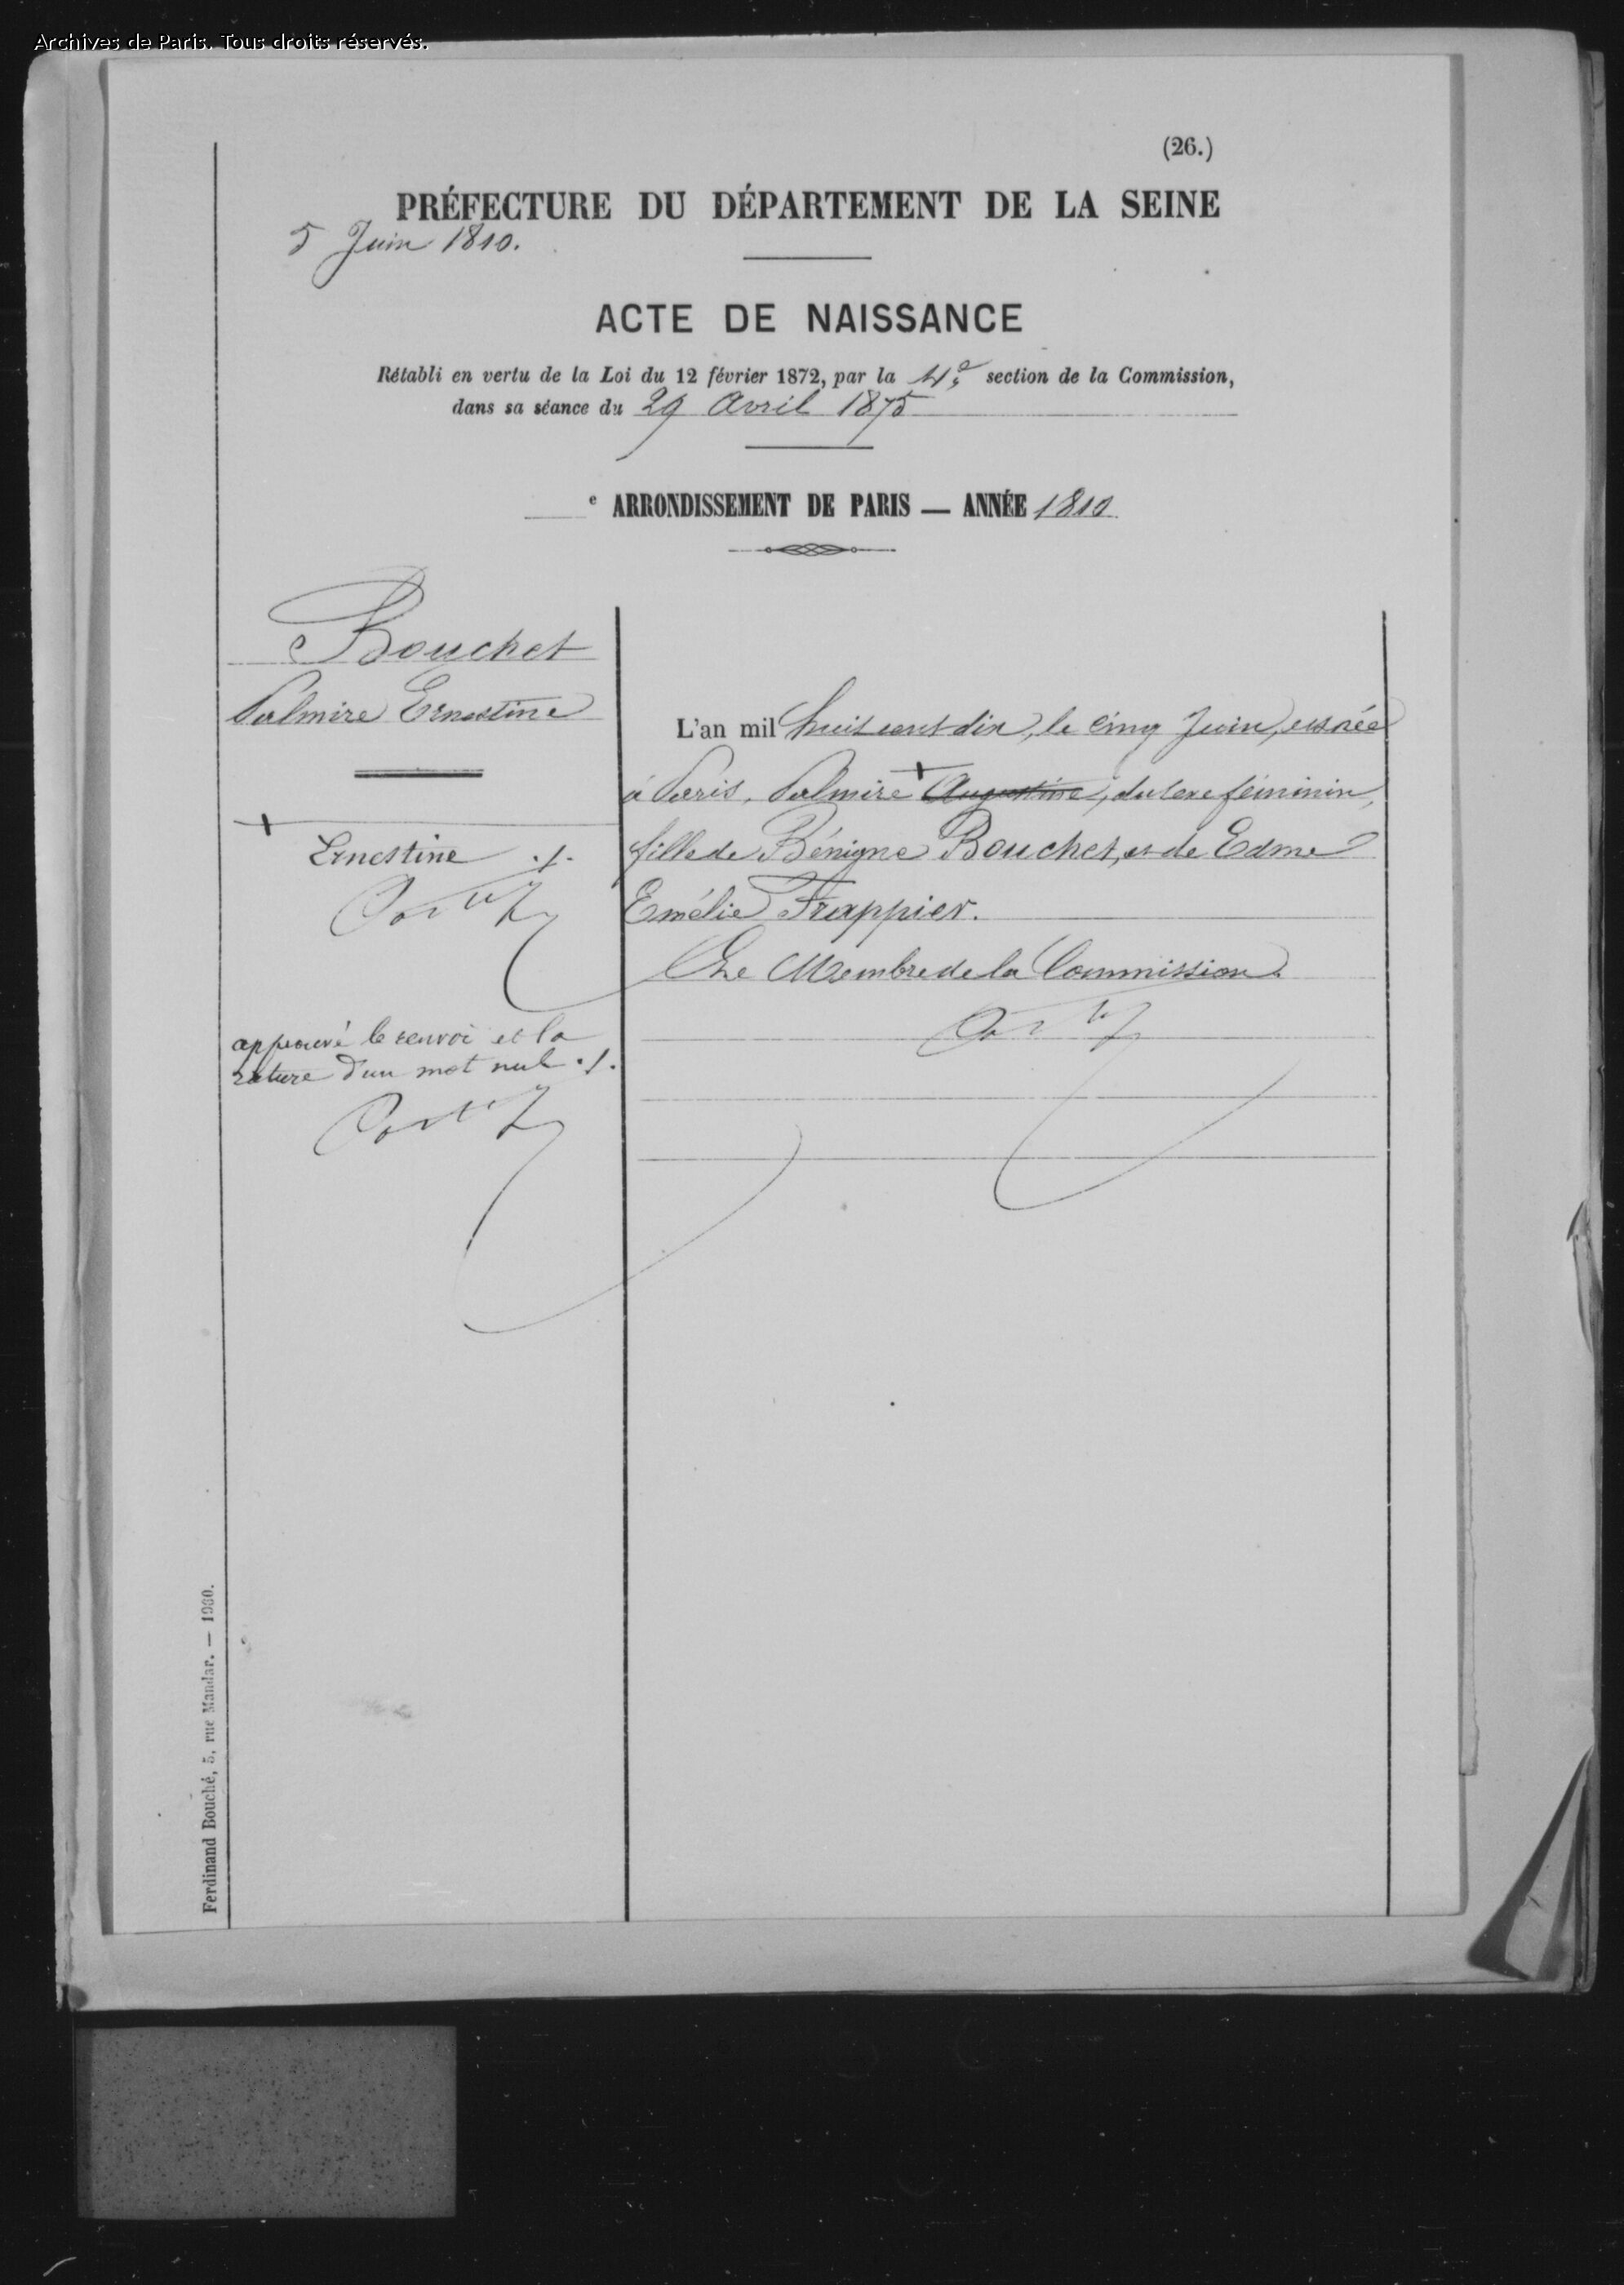 Archives de Paris. Tous droits réservés.
(26.)
PRÉFECTURE DU DÉPARTEMENT DE LA SEINE
5 Juin 1810.
ACTE DE NAISSANCE
Rétabli en vertu de la Loi du 12 février 1872, par la 4e section de la Commission,
dans sa séance du 29 Avril 1875
e ARRONDISSEMENT DE PARIS — ANNÉE 1810
Bouchet
Palmire Ernestine
L'an mil huit cent dix, le cinq Juin, est née
à Paris, Palmire + Augustine, du sexe féminin,
fille de Bénigne Bouchet, et de Edme
Emélie Frappier.
Le Membre de la Commission.
+
Ernestine ./.
approuvé le renvoi et la
rature d'un mot nul ./.
Ferdinand Bouché, 5, rue Mandar. — 1900.